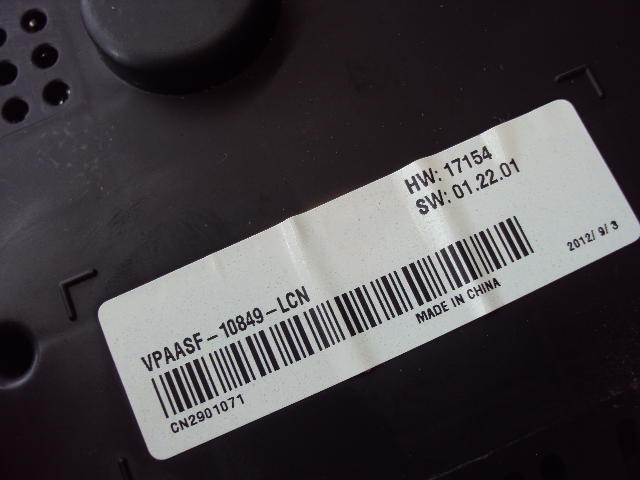 HW: 17154
SW: 01.22.01
2012/ 9/ 3
VPAASF-10849-LCN
MADE IN CHINA
CN2901071